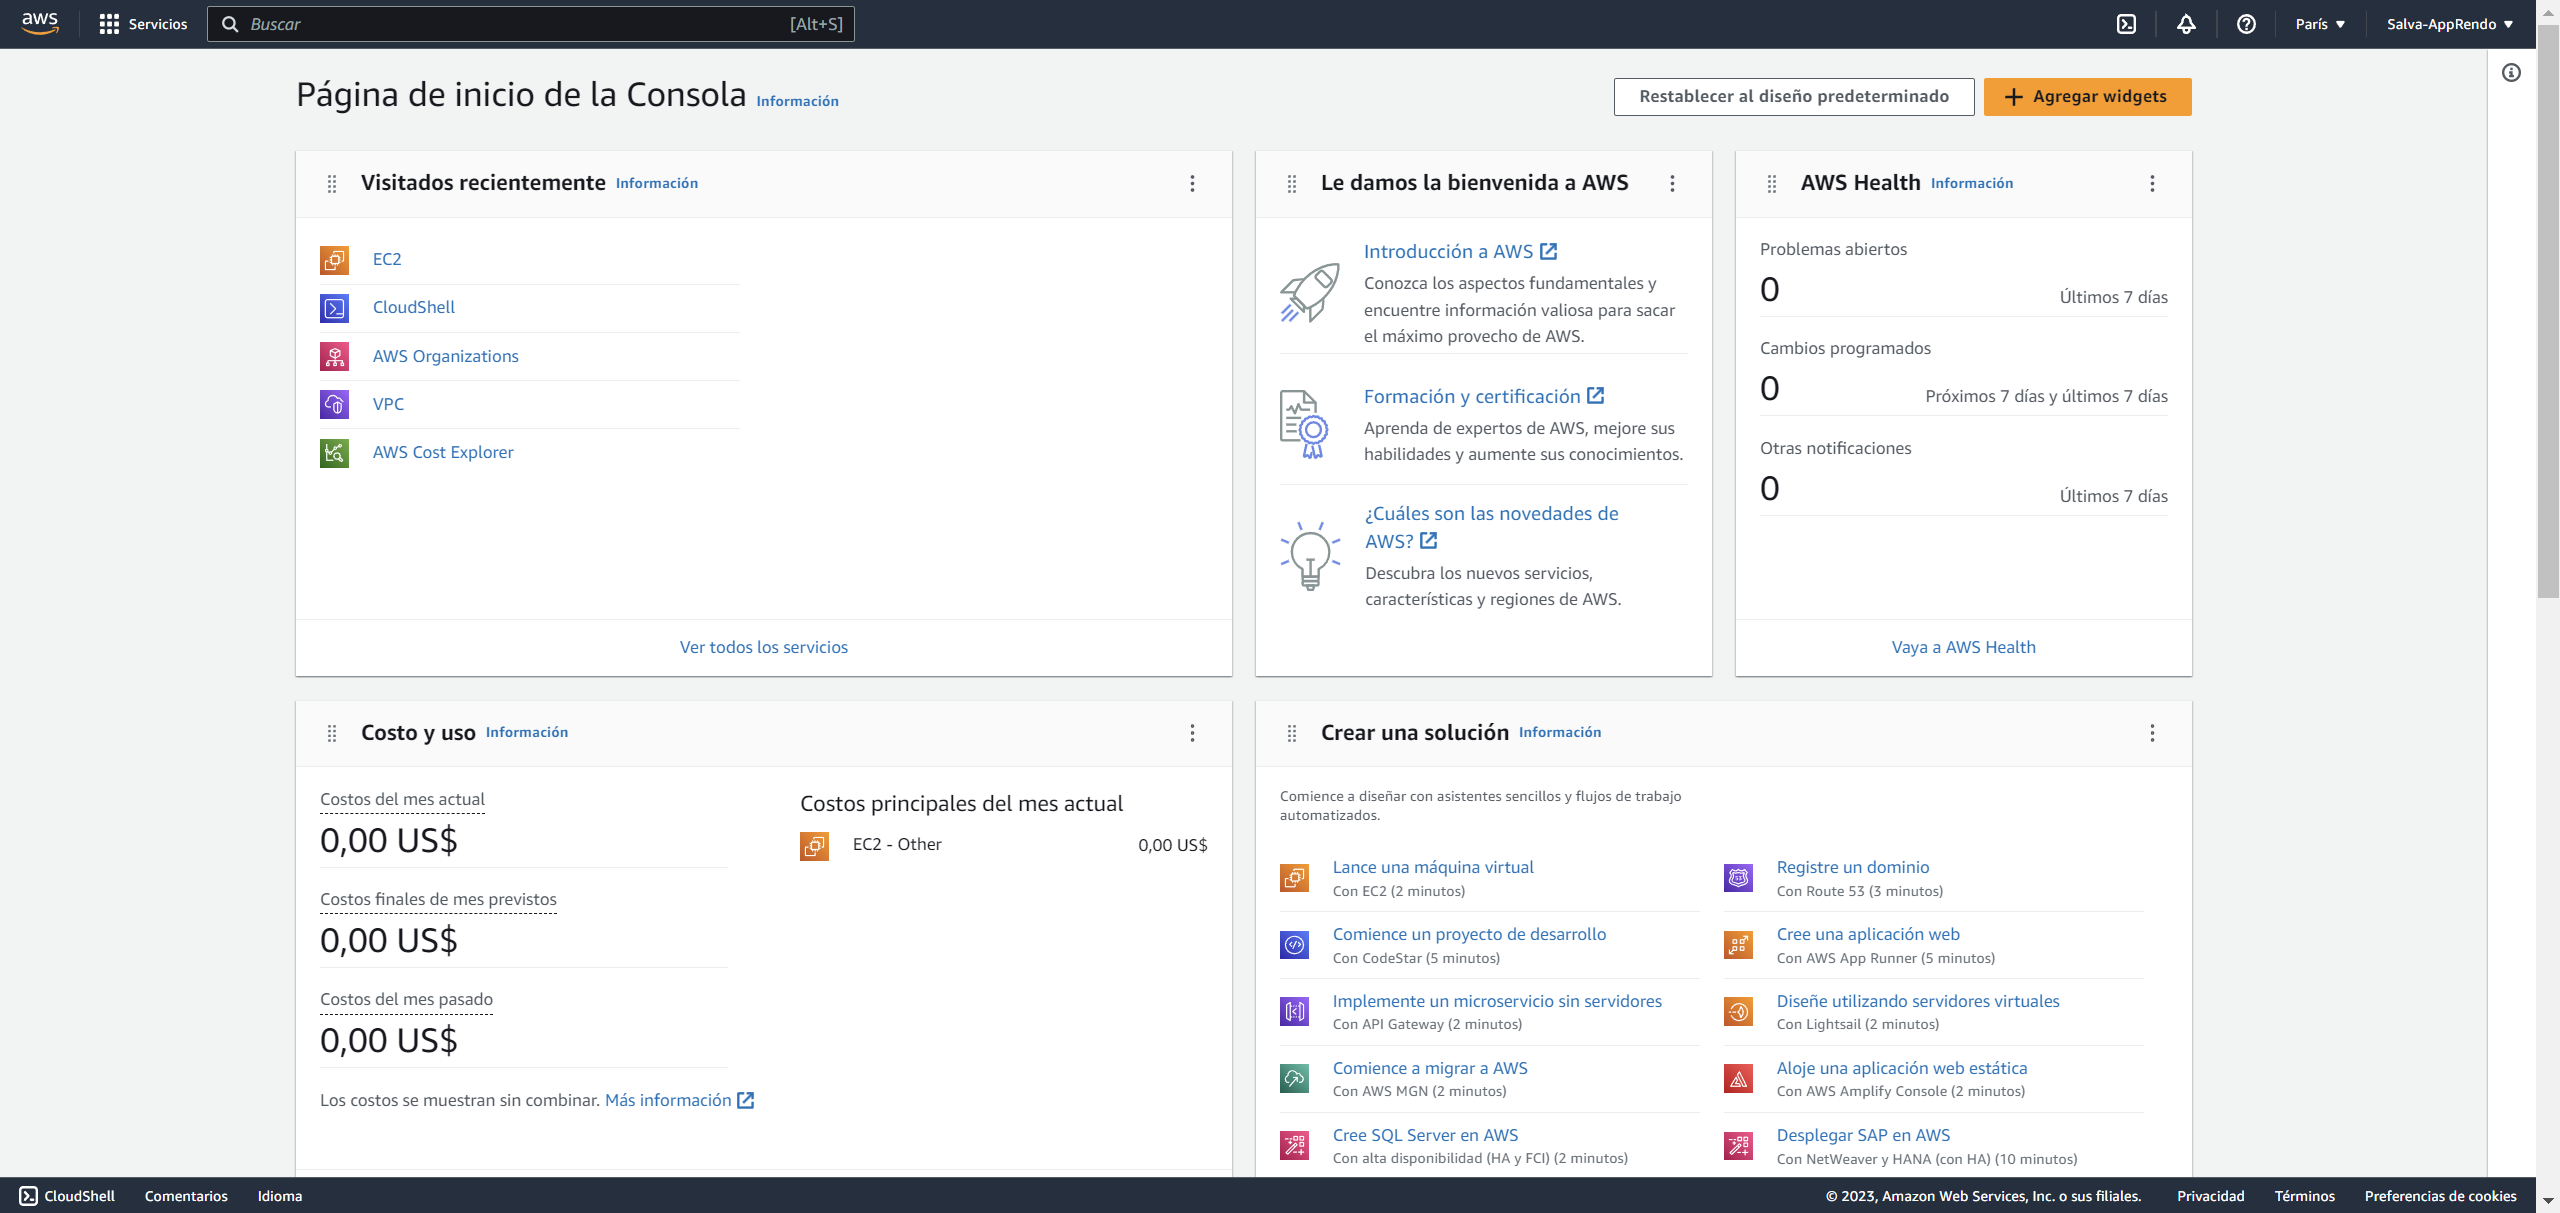 aws
Servicios
Buscar
[Alt+S]
París
Salva-AppRendo
Página de inicio de la Consola
Información
Restablecer al diseño predeterminado
Agregar widgets
Visitados recientemente
Información
EC2
CloudShell
AWS Organizations
VPC
AWS Cost Explorer
Ver todos los servicios
Le damos la bienvenida a AWS
Introducción a AWS
Conozca los aspectos fundamentales y
encuentre información valiosa para sacar
el máximo provecho de AWS.
Formación y certificación
Aprenda de expertos de AWS, mejore sus
habilidades y aumente sus conocimientos.
¿Cuáles son las novedades de
AWS?
Descubra los nuevos servicios,
características y regiones de AWS.
AWS Health
Información
Problemas abiertos
0
Últimos 7 días
Cambios programados
0
Próximos 7 días y últimos 7 días
Otras notificaciones
0
Últimos 7 días
Vaya a AWS Health
Costo y uso
Información
Costos del mes actual
0,00 US$
Costos finales de mes previstos
0,00 US$
Costos del mes pasado
0,00 US$
Los costos se muestran sin combinar. Más información
Costos principales del mes actual
EC2 - Other
0,00 US$
Crear una solución
Información
Comience a diseñar con asistentes sencillos y flujos de trabajo
automatizados.
Lance una máquina virtual
Con EC2 (2 minutos)
Registre un dominio
Con Route 53 (3 minutos)
Comience un proyecto de desarrollo
Con CodeStar (5 minutos)
Cree una aplicación web
Con AWS App Runner (5 minutos)
Implemente un microservicio sin servidores
Con API Gateway (2 minutos)
Diseñe utilizando servidores virtuales
Con Lightsail (2 minutos)
Comience a migrar a AWS
Con AWS MGN (2 minutos)
Aloje una aplicación web estática
Con AWS Amplify Console (2 minutos)
Cree SQL Server en AWS
Con alta disponibilidad (HA y FCI) (2 minutos)
Desplegar SAP en AWS
Con NetWeaver y HANA (con HA) (10 minutos)
CloudShell
Comentarios
Idioma
© 2023, Amazon Web Services, Inc. o sus filiales.
Privacidad
Términos
Preferencias de cookies